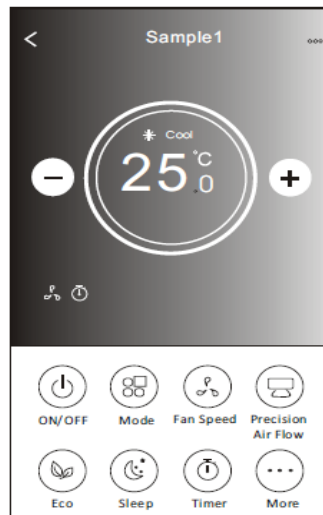 Sample1
Cool
25.0 °C
ON/OFF Mode Fan Speed Precision Air Flow
Eco Sleep Timer More